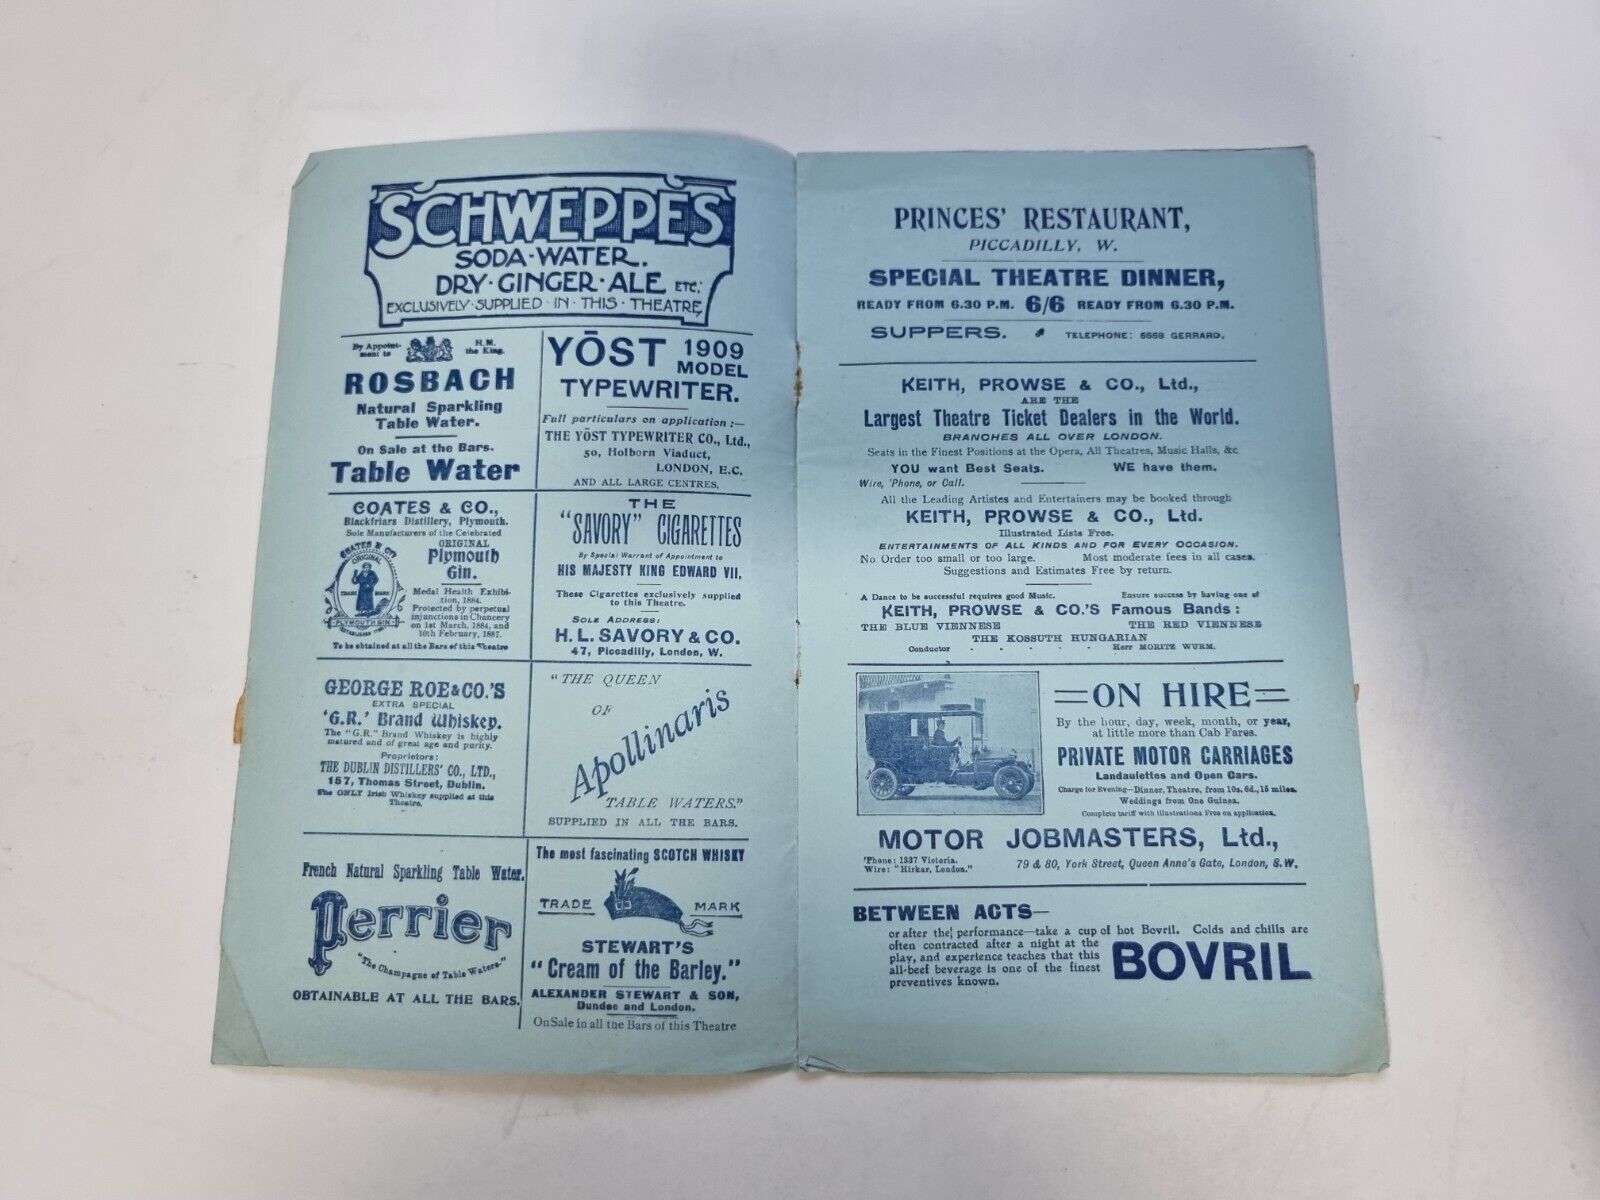 SCHWEPPES
SODA·WATER.
DRY·GINGER·ALE ETC.
EXCLUSIVELY·SUPPLIED·IN·THIS·THEATRE
By Appoint-
ment to
H.M.
the King.
ROSBACH
Natural Sparkling
Table Water.
On Sale at the Bars.
Table Water
YŌST 1909
MODEL
TYPEWRITER.
Full particulars on application:—
THE YŌST TYPEWRITER CO., Ltd.,
50, Holborn Viaduct,
LONDON, E.C.
AND ALL LARGE CENTRES.
COATES & CO.,
Blackfriars Distillery, Plymouth.
Sole Manufacturers of the Celebrated
COATES & CO
ORIGINAL
TRADE MARK
PLYMOUTH GIN
ORIGINAL
Plymouth
Gin.
Medal Health Exhibi-
tion, 1884.
Protected by perpetual
injunctions in Chancery
on 1st March, 1884, and
10th February, 1887.
To be obtained at all the Bars of this Theatre
THE
"SAVORY" CIGARETTES
By Special Warrant of Appointment to
HIS MAJESTY KING EDWARD VII.
These Cigarettes exclusively supplied
to this Theatre.
SOLE ADDRESS:
H. L. SAVORY & CO.
47, Piccadilly, London, W.
GEORGE ROE & CO.'S
EXTRA SPECIAL
'G.R.' Brand Whiskey.
The "G.R." Brand Whiskey is highly
matured and of great age and purity.
Proprietors:
THE DUBLIN DISTILLERS' CO., LTD.,
157, Thomas Street, Dublin.
The ONLY Irish Whiskey supplied at this
Theatre.
"THE QUEEN
OF
Apollinaris
TABLE WATERS."
SUPPLIED IN ALL THE BARS.
French Natural Sparkling Table Water.
Perrier
"The Champagne of Table Waters."
OBTAINABLE AT ALL THE BARS.
The most fascinating SCOTCH WHISKY
TRADE MARK
STEWART'S
"Cream of the Barley."
ALEXANDER STEWART & SON,
Dundee and London.
On Sale in all the Bars of this Theatre
PRINCES' RESTAURANT,
PICCADILLY, W.
SPECIAL THEATRE DINNER,
READY FROM 6.30 P.M. 6/6 READY FROM 6.30 P.M.
SUPPERS. TELEPHONE: 5558 GERRARD.
KEITH, PROWSE & CO., Ltd.,
ARE THE
Largest Theatre Ticket Dealers in the World.
BRANCHES ALL OVER LONDON.
Seats in the Finest Positions at the Opera, All Theatres, Music Halls, &c
YOU want Best Seats. WE have them.
Wire, 'Phone, or Call.
All the Leading Artistes and Entertainers may be booked through
KEITH, PROWSE & CO., Ltd.
Illustrated Lists Free.
ENTERTAINMENTS OF ALL KINDS AND FOR EVERY OCCASION.
No Order too small or too large. Most moderate fees in all cases.
Suggestions and Estimates Free by return.
A Dance to be successful requires good Music. Ensure success by having one of
KEITH, PROWSE & CO.'S Famous Bands:
THE BLUE VIENNESE THE RED VIENNESE
THE KOSSUTH HUNGARIAN
Conductor - - - - - Herr MORITZ WURM.
=ON HIRE=
By the hour, day, week, month, or year,
at little more than Cab Fares.
PRIVATE MOTOR CARRIAGES
Landaulettes and Open Cars.
Charge for Evening—Dinner, Theatre, from 10s. 6d., 15 miles.
Weddings from One Guinea.
Complete tariff with illustrations Free on application.
MOTOR JOBMASTERS, Ltd.,
'Phone: 1337 Victoria.
Wire: "Hirkar, London."
79 & 80, York Street, Queen Anne's Gate, London, S.W.
BETWEEN ACTS—
or after the performance—take a cup of hot Bovril. Colds and chills are
often contracted after a night at the
play, and experience teaches that this
all-beef beverage is one of the finest
preventives known.
BOVRIL